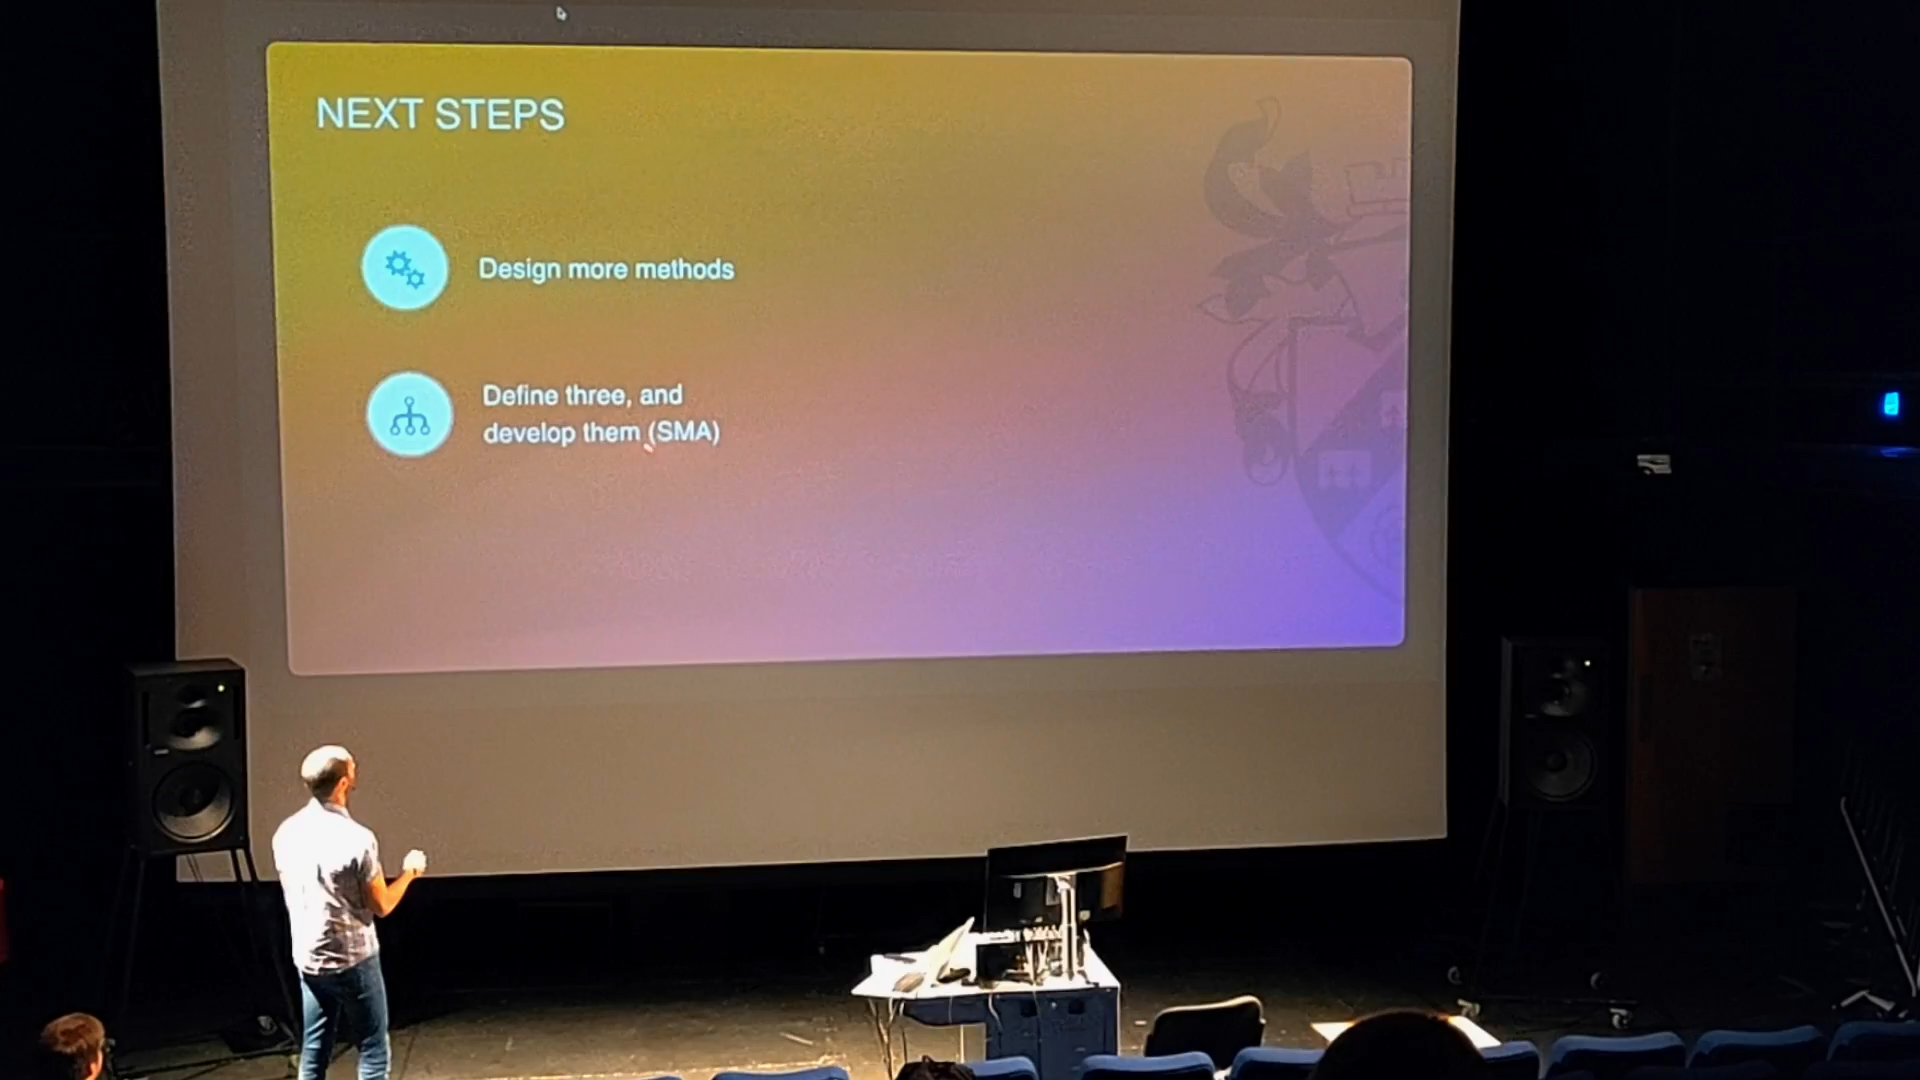 NEXT STEPS
Design more methods
Define three, and
develop them (SMA)